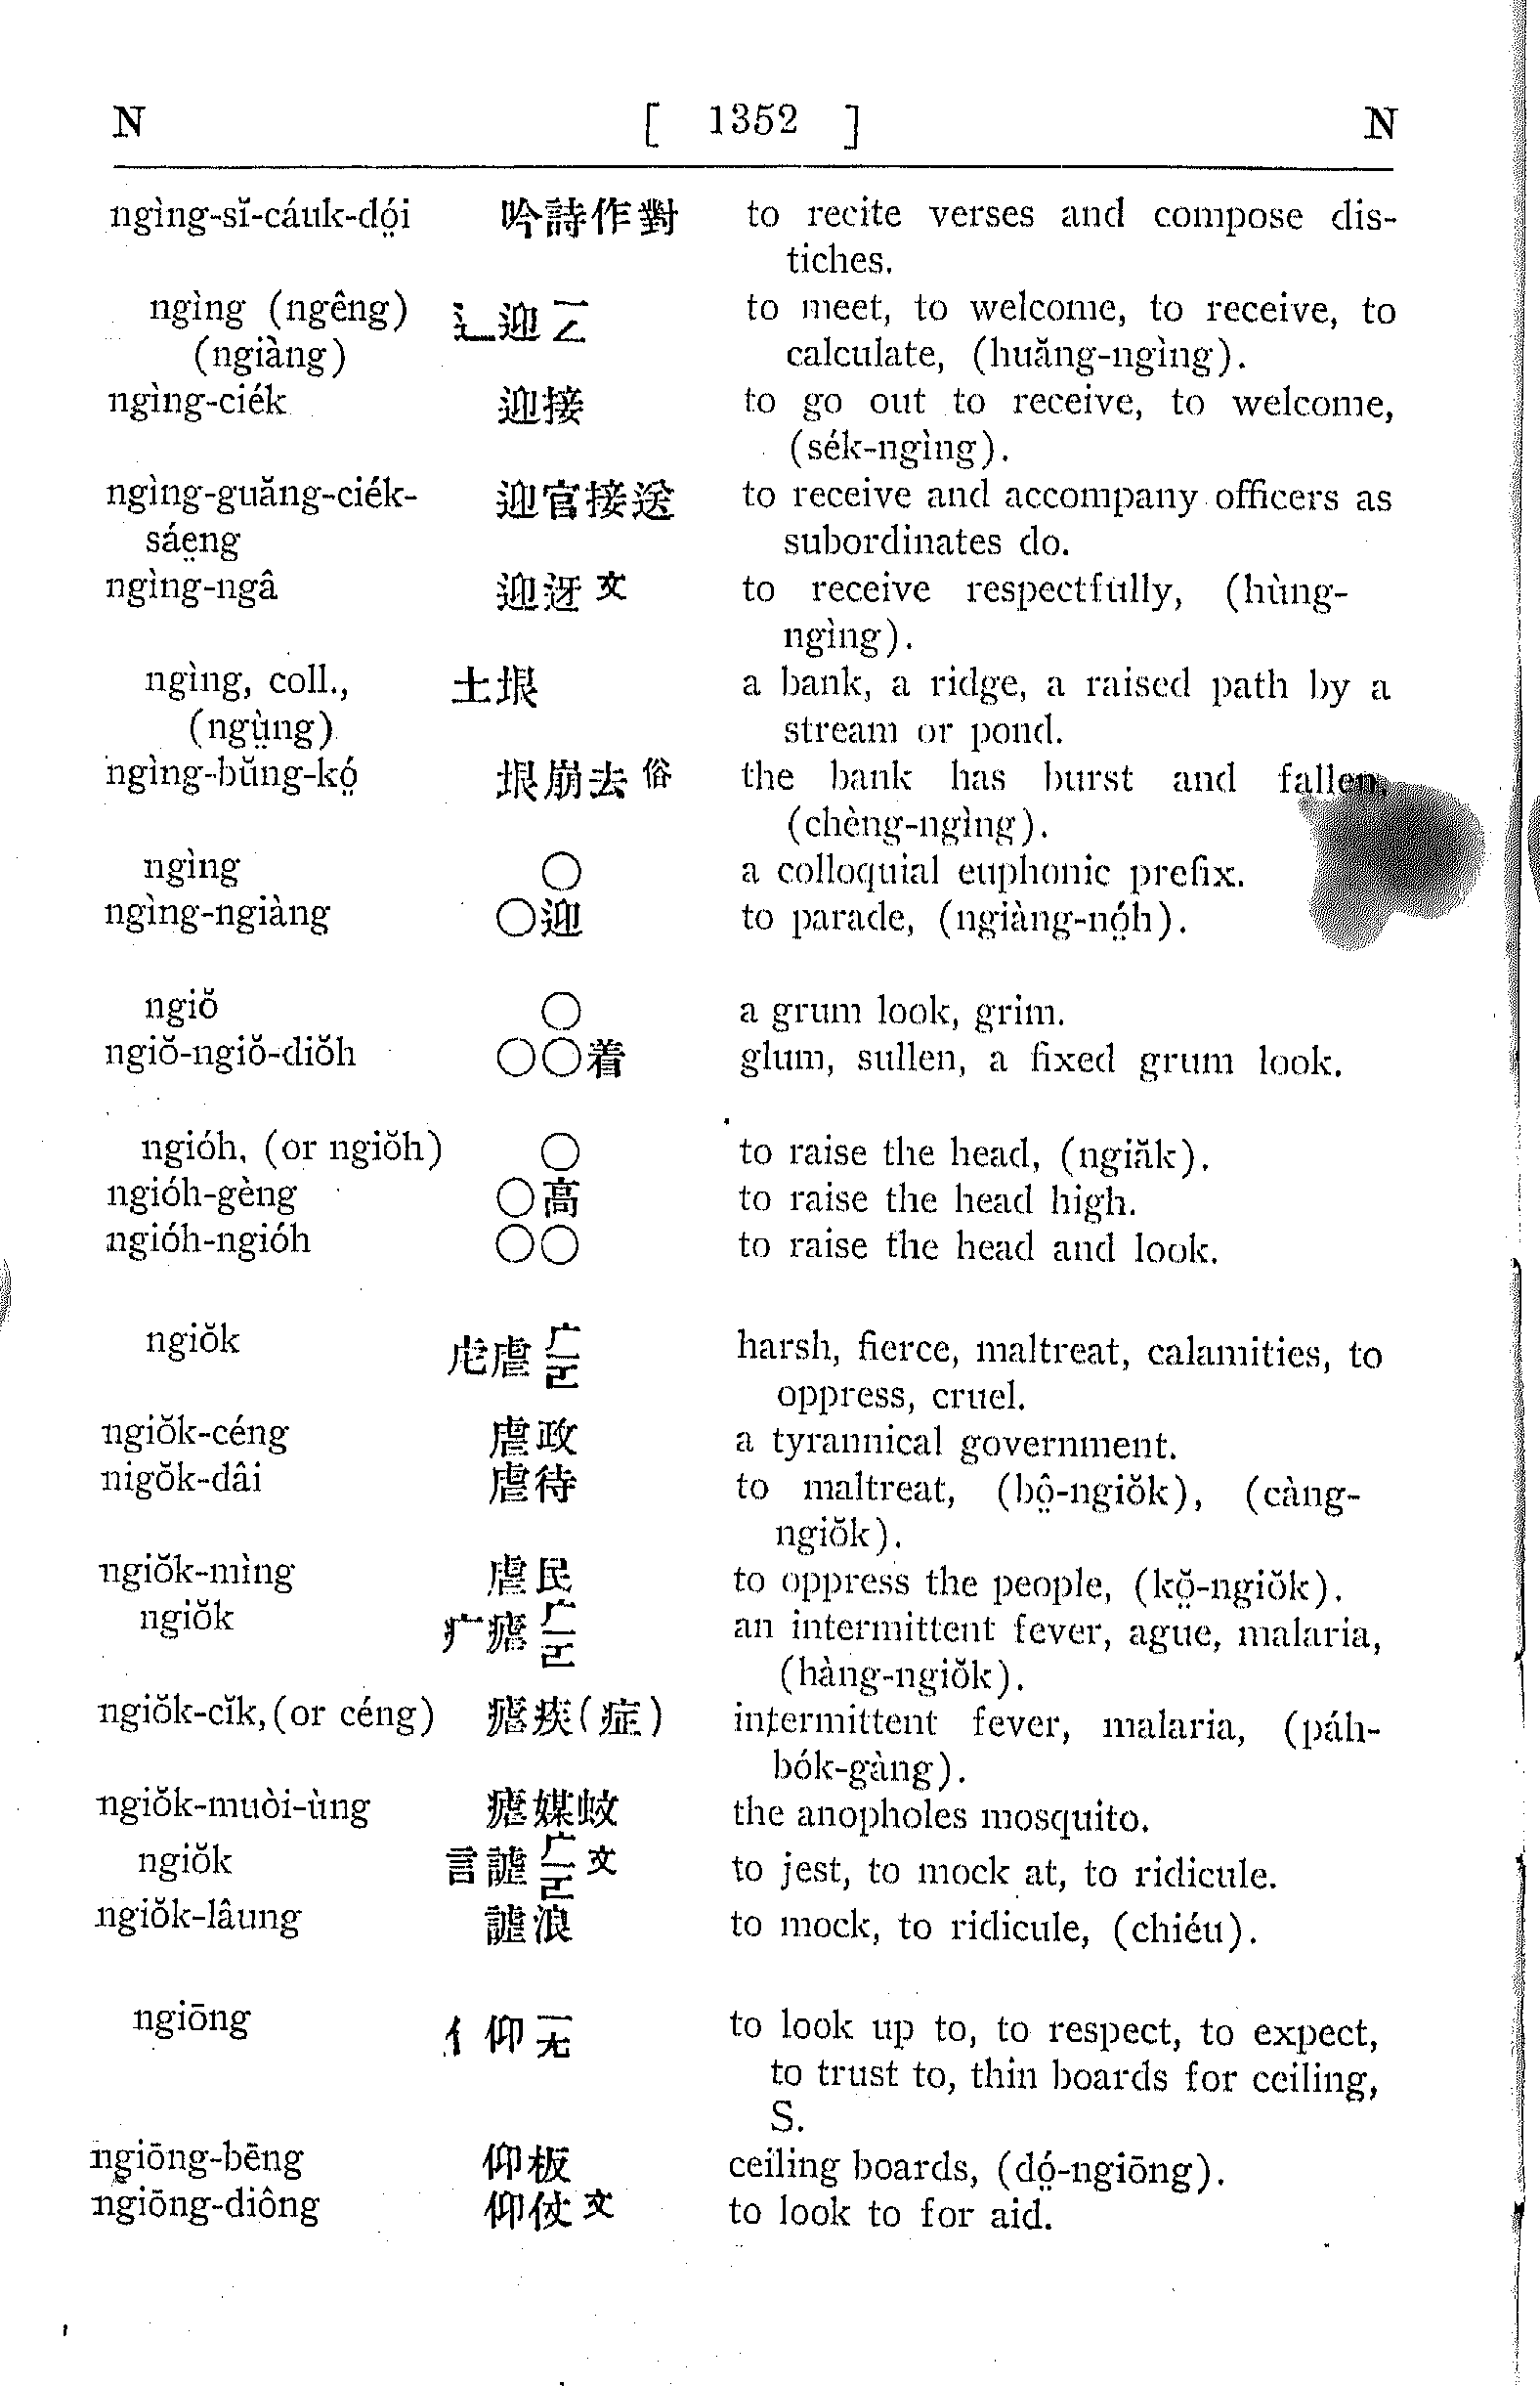 N [ 1352 ] N
ngìng-sĭ-cáuk-dó̤i 吟詩作對 to recite verses and compose dis-
tiches.
ngìng (ngêng) 辶迎 to meet, to welcome, to receive, to
(ngiàng) calculate, (huăng-ngìng).
ngìng-ciék 迎接 to go out to receive, to welcome,
(sék-ngìng).
ngìng-guăng-ciék- 迎官接送 to receive and accompany officers as
sáe̤ng subordinates do.
ngìng-ngâ 迎迓文 to receive respectfully, (hùng-
ngìng).
ngìng, coll., 土垠 a bank, a ridge, a raised path by a
(ngṳ̀ng) stream or pond.
ngìng-bŭng-kó̤ 垠崩去俗 the bank has burst and fallen,
(chèng-ngìng).
ngìng ○ a colloquial euphonic prefix.
ngìng-ngiàng ○迎 to parade, (ngiàng-nó̤h).
ngiŏ ○ a grum look, grim.
ngiŏ-ngiŏ-diŏh ○○着 glum, sullen, a fixed grum look.
ngióh, (or ngiŏh) ○ to raise the head, (ngiăk).
ngióh-gèng ○高 to raise the head high.
ngióh-ngióh ○○ to raise the head and look.
ngiŏk 虍虐 harsh, fierce, maltreat, calamities, to
oppress, cruel.
ngiŏk-céng 虐政 a tyrannical government.
nigŏk-dâi 虐待 to maltreat, (bô̤-ngiŏk), (càng-
ngiŏk).
ngiŏk-mìng 虐民 to oppress the people, (kŏ̤-ngiŏk).
ngiŏk 疒瘧 an intermittent fever, ague, malaria,
(hàng-ngiŏk).
ngiŏk-cĭk, (or céng) 瘧疾(症) intermittent fever, malaria, (páh-
bók-gàng).
ngiŏk-muòi-ùng 瘧媒蚊 the anopholes mosquito.
ngiŏk 言謔 文 to jest, to mock at, to ridicule.
ngiŏk-lâung 謔浪 to mock, to ridicule, (chiéu).
ngiōng 亻仰 to look up to, to respect, to expect,
to trust to, thin boards for ceiling,
S.
ngiōng-bēng 仰板 ceiling boards, (dó̤-ngiōng).
ngiōng-diông 仰仗文 to look to for aid.